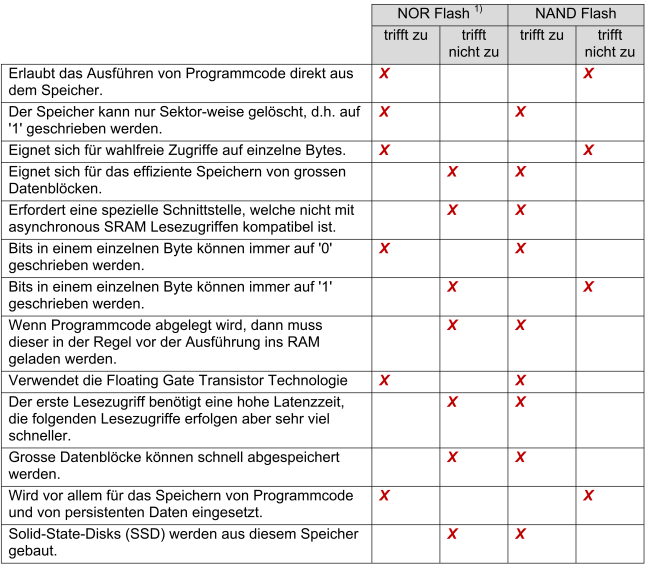 NOR Flash 1) NAND Flash
trifft zu trifft nicht zu trifft zu trifft nicht zu
Erlaubt das Ausführen von Programmcode direkt aus X X
dem Speicher.
Der Speicher kann nur Sektor-weise gelöscht, d.h. auf X X
'1' geschrieben werden.
Eignet sich für wahlfreie Zugriffe auf einzelne Bytes. X X
Eignet sich für das effiziente Speichern von grossen X X
Datenblöcken.
Erfordert eine spezielle Schnittstelle, welche nicht mit X X
asynchronous SRAM Lesezugriffen kompatibel ist.
Bits in einem einzelnen Byte können immer auf '0' X X
geschrieben werden.
Bits in einem einzelnen Byte können immer auf '1' X X
geschrieben werden.
Wenn Programmcode abgelegt wird, dann muss X X
dieser in der Regel vor der Ausführung ins RAM
geladen werden.
Verwendet die Floating Gate Transistor Technologie X X
Der erste Lesezugriff benötigt eine hohe Latenzzeit, X X
die folgenden Lesezugriffe erfolgen aber sehr viel
schneller.
Grosse Datenblöcke können schnell abgespeichert X X
werden.
Wird vor allem für das Speichern von Programmcode X X
und von persistenten Daten eingesetzt.
Solid-State-Disks (SSD) werden aus diesem Speicher X X
gebaut.